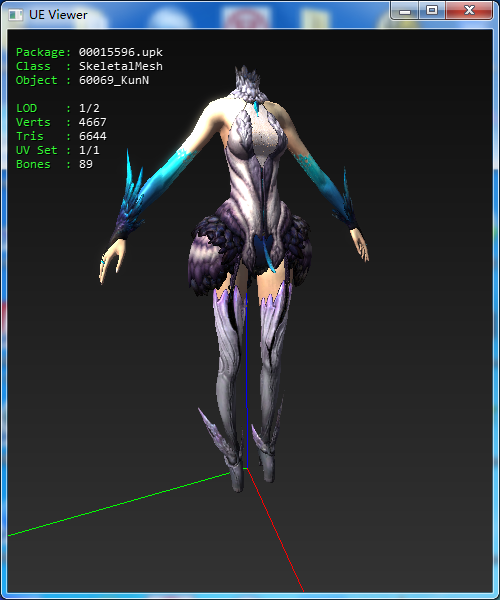 UE Viewer
Package: 00015596.upk
Class : SkeletalMesh
Object : 60069_KunN
LOD : 1/2
Verts : 4667
Tris : 6644
UV Set : 1/1
Bones : 89